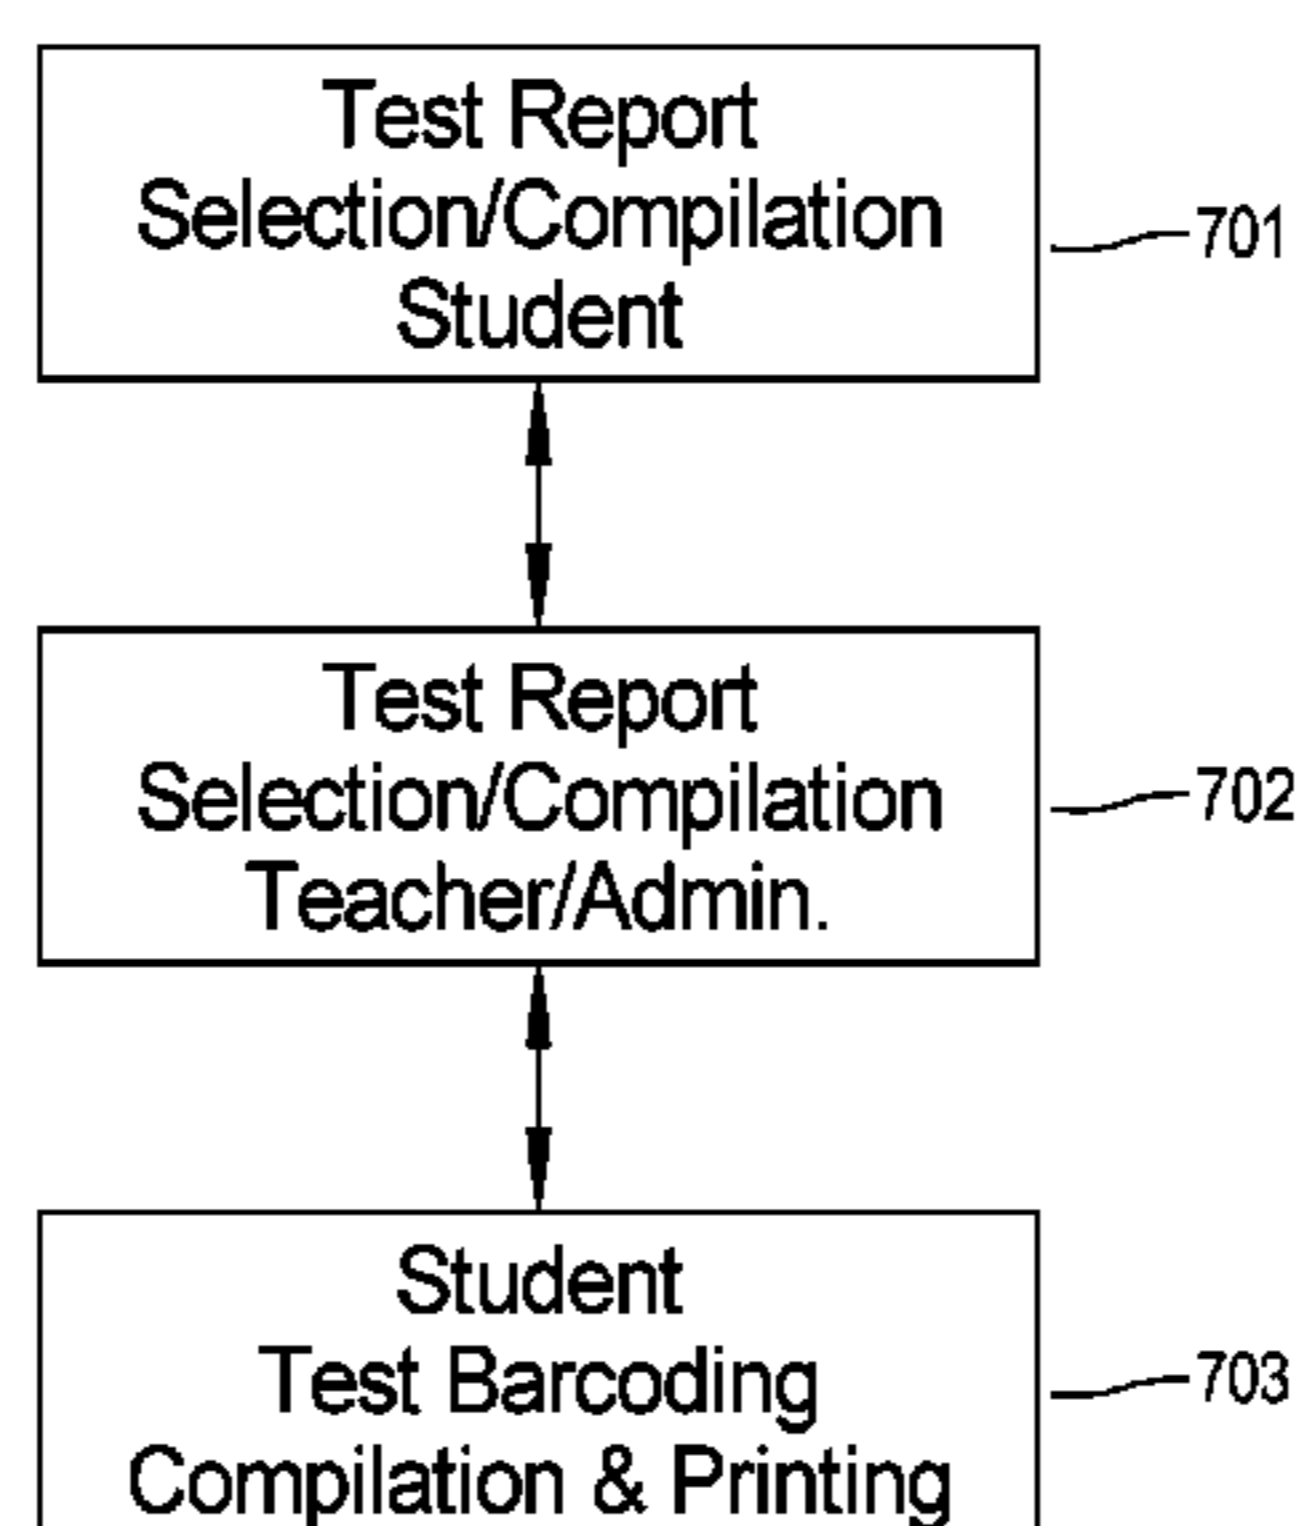 Test Report
Selection/Compilation
Student
701
Test Report
Selection/Compilation
Teacher/Admin.
702
Student
Test Barcoding
Compilation & Printing
703